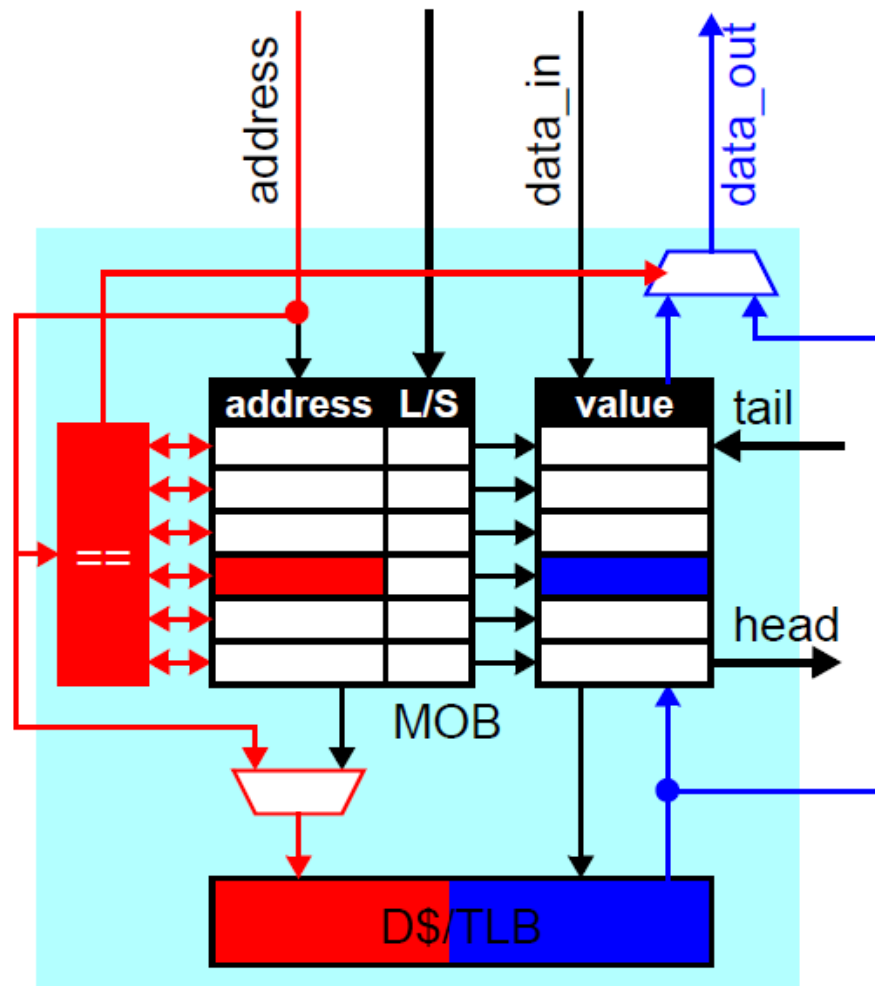 address
data_in
data_out
address L/S value
tail
==
head
MOB
D$/TLB